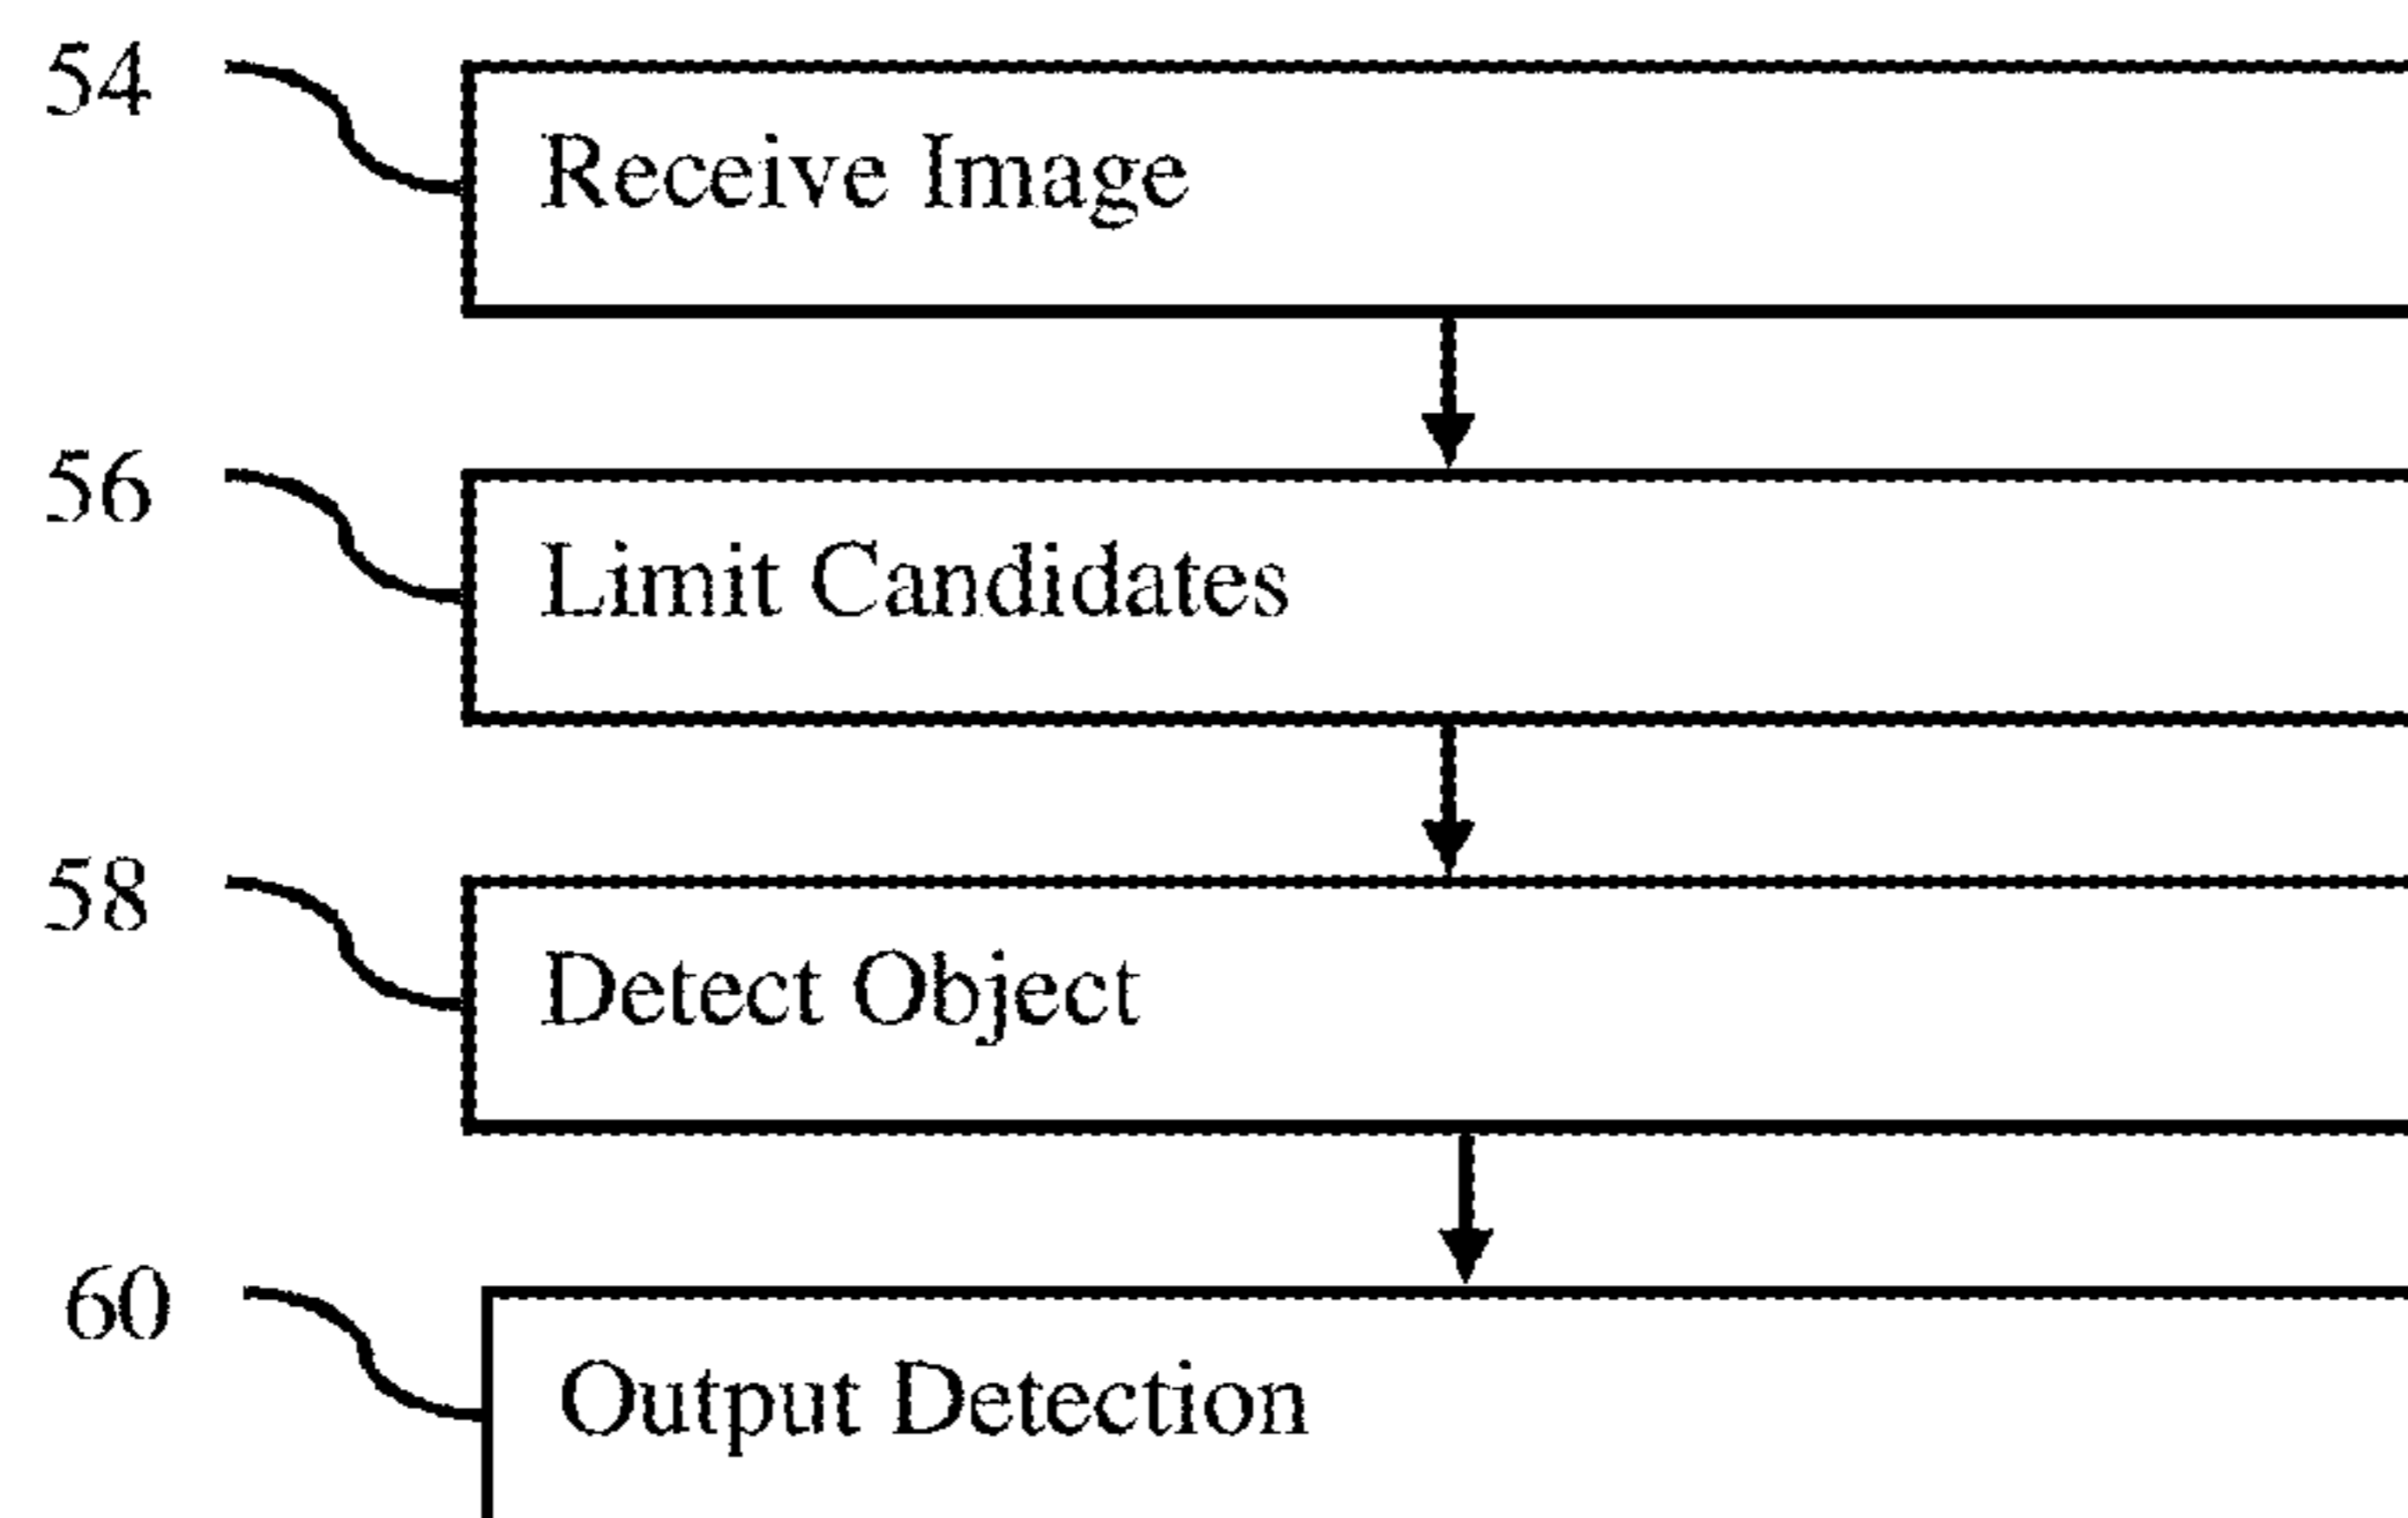 54
Receive Image
56
Limit Candidates
58
Detect Object
60
Output Detection